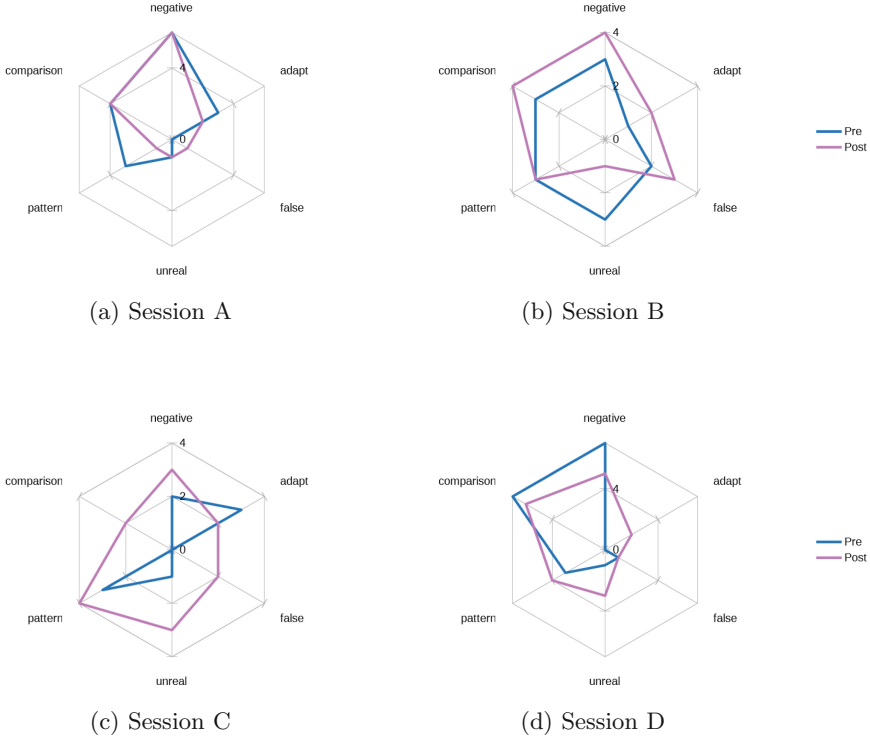 negative
4
comparison
adapt
0
pattern
false
unreal
(a) Session A
negative
4
comparison
adapt
2
0
pattern
false
unreal
(b) Session B
Pre
Post
negative
4
comparison
adapt
2
0
pattern
false
unreal
(c) Session C
negative
comparison
adapt
4
0
pattern
false
unreal
(d) Session D
Pre
Post